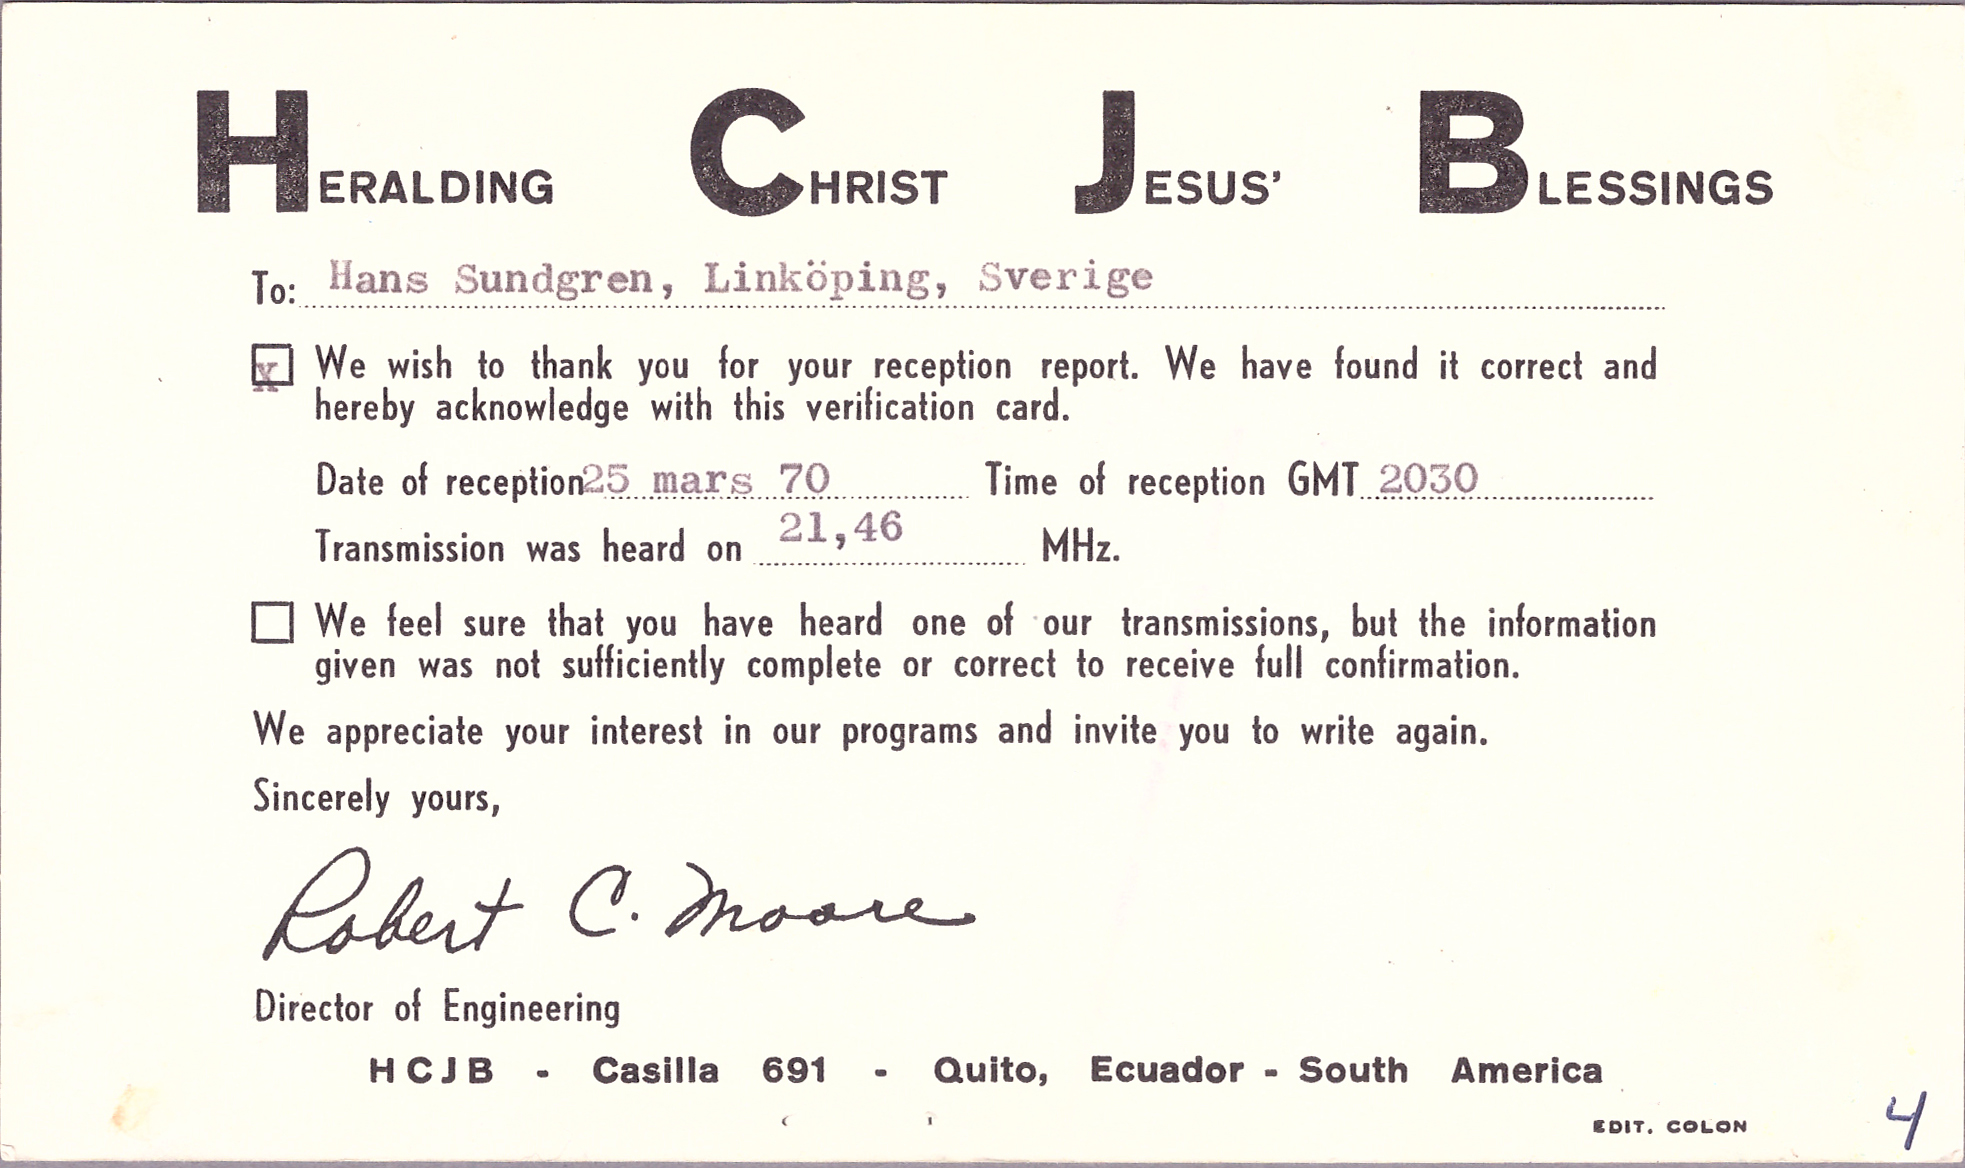 HERALDING CHRIST JESUS' BLESSINGS
To: Hans Sundgren, Linköping, Sverige
x We wish to thank you for your reception report. We have found it correct and
hereby acknowledge with this verification card.
Date of reception 25 mars 70 Time of reception GMT 2030
Transmission was heard on 21,46 MHz.
We feel sure that you have heard one of our transmissions, but the information
given was not sufficiently complete or correct to receive full confirmation.
We appreciate your interest in our programs and invite you to write again.
Sincerely yours,
Robert C. Moore
Director of Engineering
HCJB - Casilla 691 - Quito, Ecuador - South America
EDIT. COLON
4